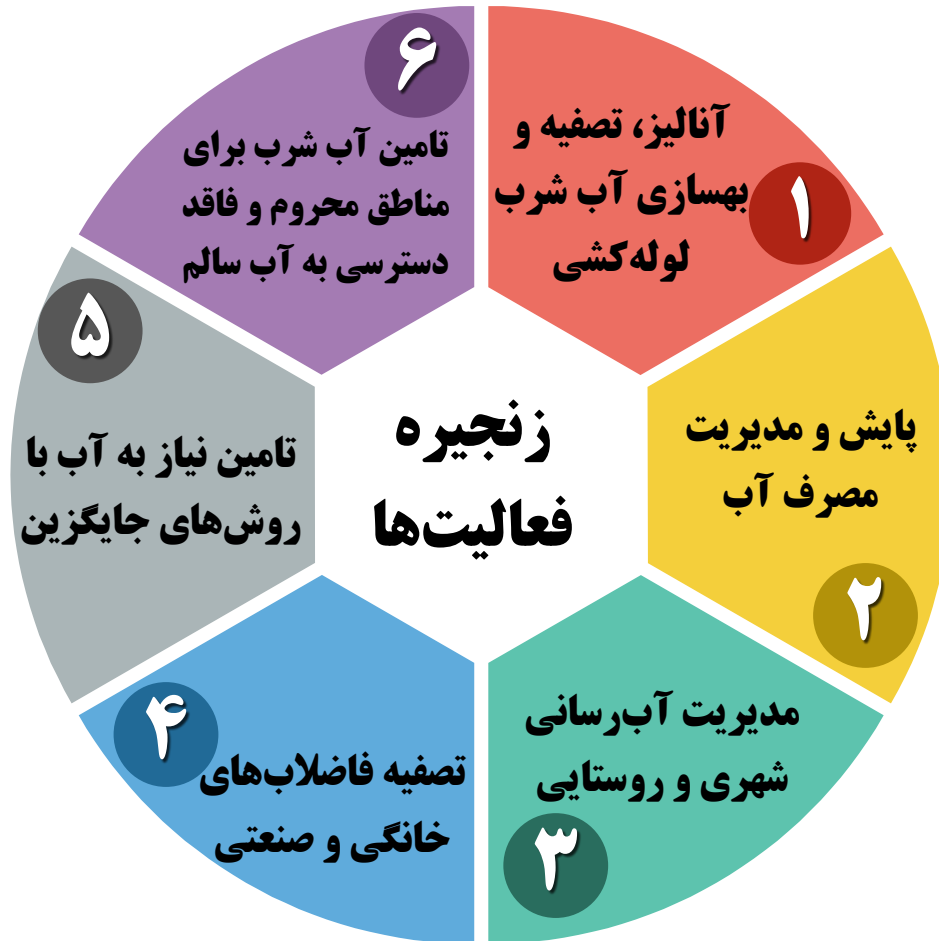 زنجیره
فعالیت‌ها
۱
آنالیز، تصفیه و
بهسازی آب شرب
لوله‌کشی
۲
پایش و مدیریت
مصرف آب
۳
مدیریت آب‌رسانی
شهری و روستایی
۴
تصفیه فاضلاب‌های
خانگی و صنعتی
۵
تامین نیاز به آب با
روش‌های جایگزین
۶
تامین آب شرب برای
مناطق محروم و فاقد
دسترسی به آب سالم